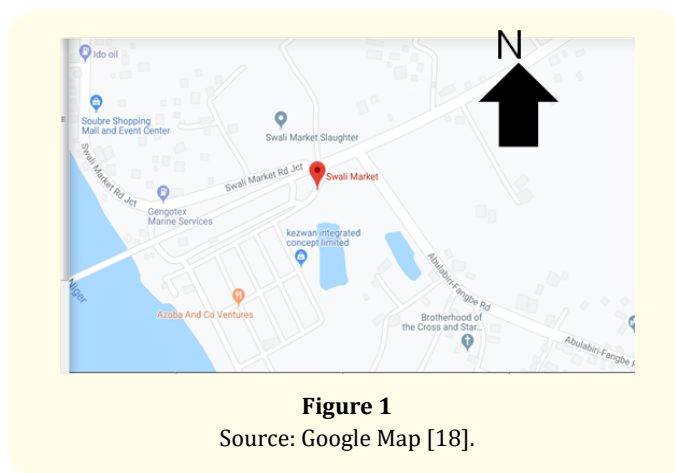 N
Ido oil
Soubre Shopping
Mall and Event Center
Swali Market Slaughter
Swali Market Rd Jct
Swali Market Rd Jct
Swali Market
Gengotex
Marine Services
kezwan integrated
concept limited
Niger
Azoba And Co Ventures
Abulabiri-Fangbe Rd
Brotherhood of
the Cross and Star...
Abulabiri-Fangbe
Figure 1
Source: Google Map [18].